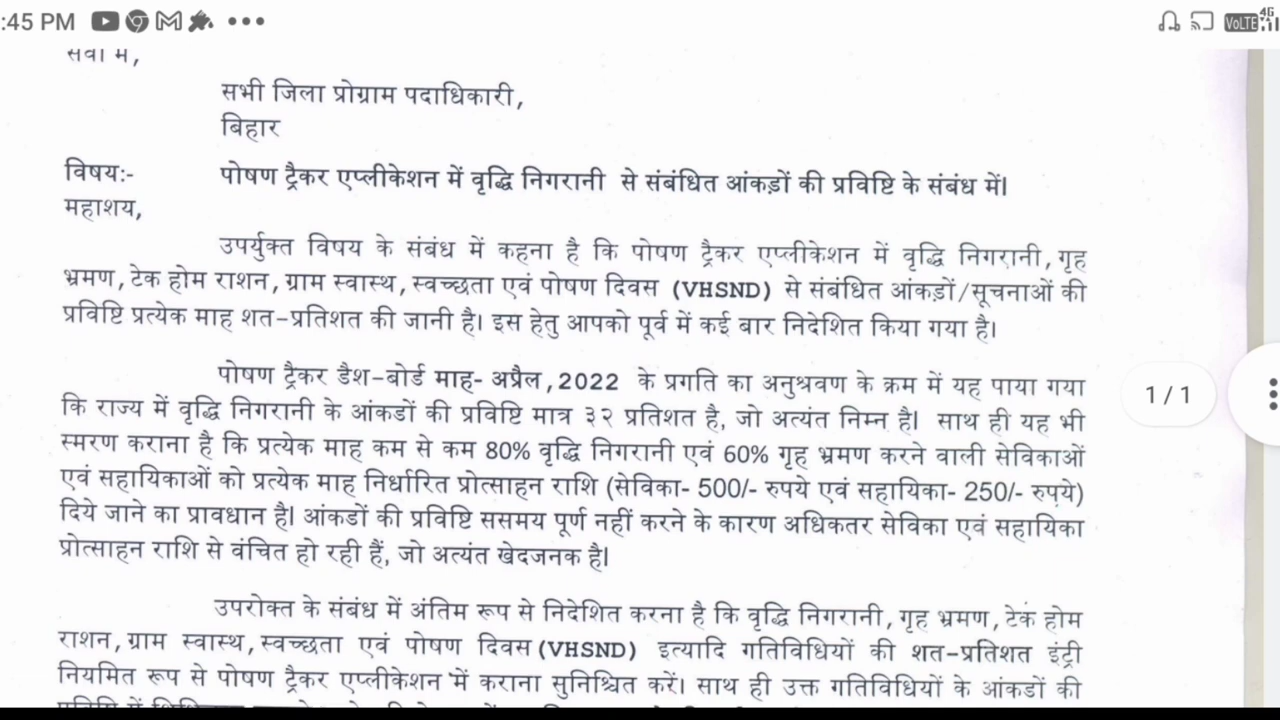 :45 PM
VoLTE 4G
सेवा में,
सभी जिला प्रोग्राम पदाधिकारी,
बिहार
विषयः- पोषण ट्रैकर एप्लीकेशन में वृद्धि निगरानी से संबंधित आंकड़ों की प्रविष्टि के संबंध में।
महाशय,
उपर्युक्त विषय के संबंध में कहना है कि पोषण ट्रैकर एप्लीकेशन में वृद्धि निगरानी, गृह
भ्रमण, टेक होम राशन, ग्राम स्वास्थ, स्वच्छता एवं पोषण दिवस (VHSND) से संबंधित आंकड़ों/सूचनाओं की
प्रविष्टि प्रत्येक माह शत-प्रतिशत की जानी है। इस हेतु आपको पूर्व में कई बार निदेशित किया गया है।
पोषण ट्रैकर डैश-बोर्ड माह- अप्रैल, 2022 के प्रगति का अनुश्रवण के क्रम में यह पाया गया
कि राज्य में वृद्धि निगरानी के आंकडों की प्रविष्टि मात्र ३२ प्रतिशत है, जो अत्यंत निम्न है। साथ ही यह भी
स्मरण कराना है कि प्रत्येक माह कम से कम 80% वृद्धि निगरानी एवं 60% गृह भ्रमण करने वाली सेविकाओं
एवं सहायिकाओं को प्रत्येक माह निर्धारित प्रोत्साहन राशि (सेविका- 500/- रुपये एवं सहायिका- 250/- रुपये)
दिये जाने का प्रावधान है। आंकडों की प्रविष्टि ससमय पूर्ण नहीं करने के कारण अधिकतर सेविका एवं सहायिका
प्रोत्साहन राशि से वंचित हो रही हैं, जो अत्यंत खेदजनक है।
1/1
उपरोक्त के संबंध में अंतिम रूप से निदेशित करना है कि वृद्धि निगरानी, गृह भ्रमण, टेक होम
राशन, ग्राम स्वास्थ, स्वच्छता एवं पोषण दिवस (VHSND) इत्यादि गतिविधियों की शत-प्रतिशत इंट्री
नियमित रूप से पोषण ट्रैकर एप्लीकेशन में कराना सुनिश्चित करें। साथ ही उक्त गतिविधियों के आंकडों की